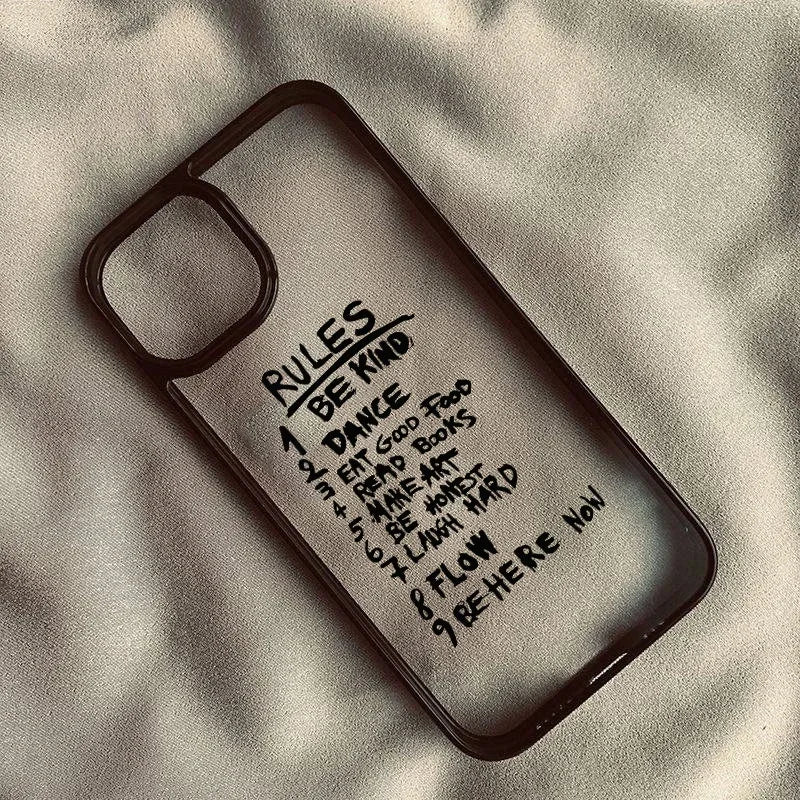 RULES
1 BE KIND
2 DANCE
3 EAT GOOD FOOD
4 READ BOOKS
5 MAKE ART
6 BE HONEST
7 LAUGH HARD
8 FLOW
9 BE HERE NOW